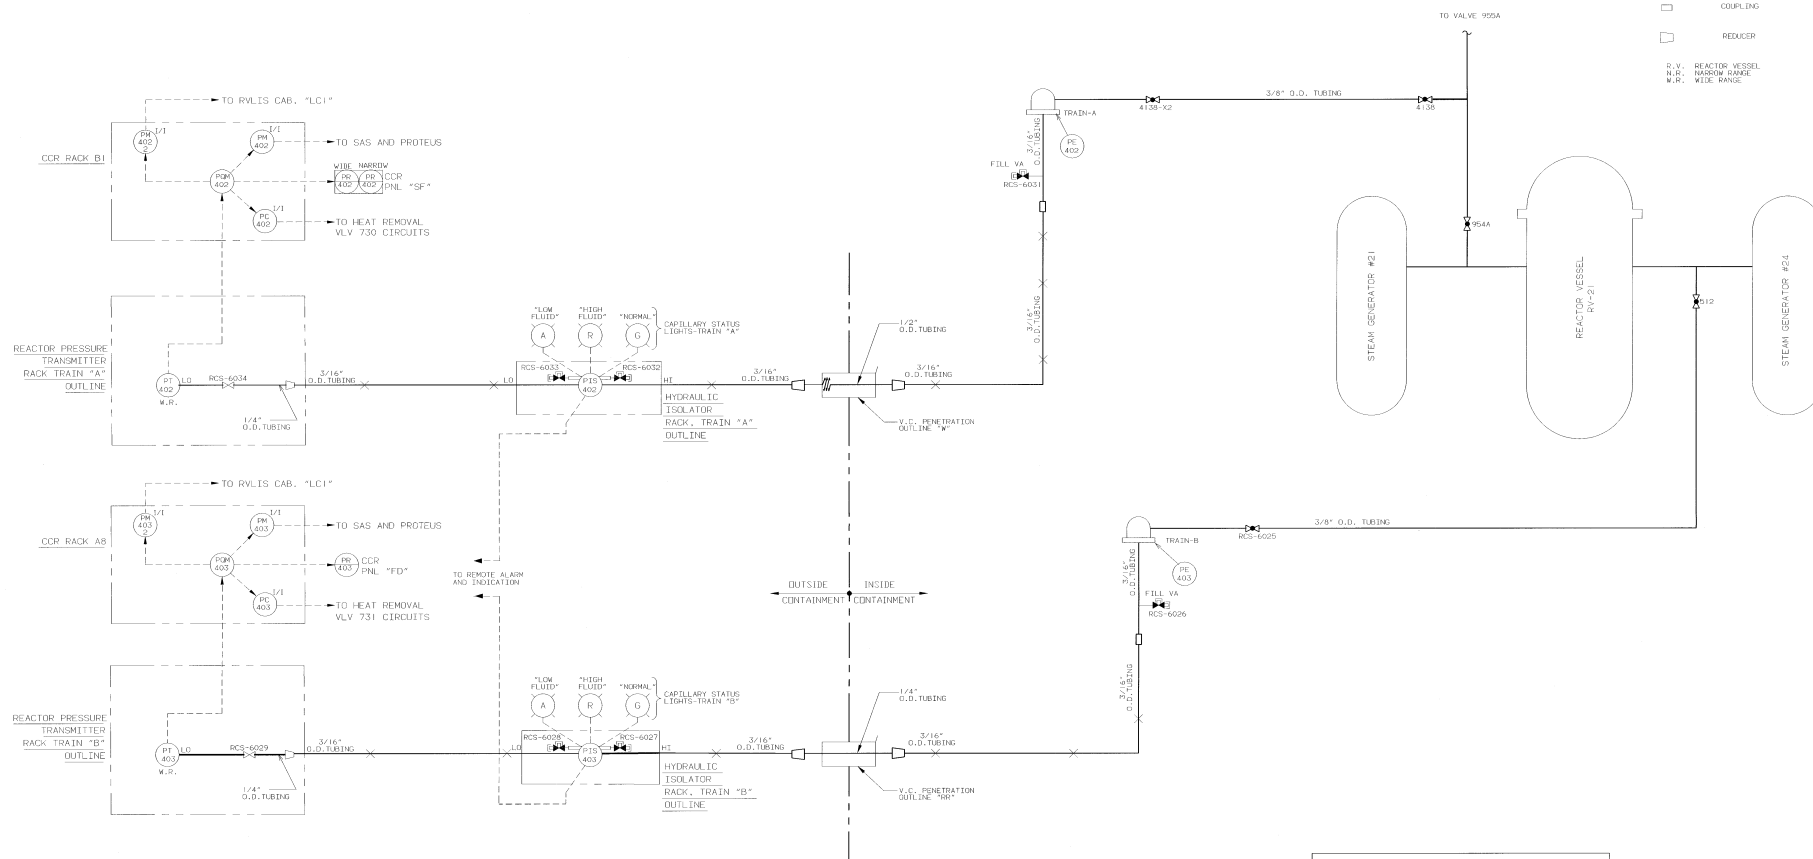 TO VALVE 955A
COUPLING
REDUCER
R.V. REACTOR VESSEL
N.R. NARROW RANGE
W.R. WIDE RANGE
TO RVLIS CAB. "LC1"
I/I
PM
402
2
CCR RACK B1
I/I
PM
402
TO SAS AND PROTEUS
PQM
402
WIDE NARROW
PR
402
PR
402
CCR
PNL "SF"
I/I
PC
402
TO HEAT REMOVAL
VLV 730 CIRCUITS
TRAIN-A
PE
402
4138-X2
3/8" O.D. TUBING
4138
3/16"
O.D.TUBING
FILL VA
RCS-6031
3/16"
O.D.TUBING
954A
STEAM GENERATOR #21
REACTOR VESSEL
RV-21
STEAM GENERATOR #24
512
REACTOR PRESSURE
TRANSMITTER
RACK TRAIN "A"
OUTLINE
PT
402
W.R.
LO
RCS-6034
3/16"
O.D.TUBING
1/4"
O.D.TUBING
"LOW
FLUID"
"HIGH
FLUID"
"NORMAL"
A
R
G
CAPILLARY STATUS
LIGHTS-TRAIN "A"
RCS-6033
RCS-6032
LO
PIS
402
HI
HYDRAULIC
ISOLATOR
RACK, TRAIN "A"
OUTLINE
3/16"
O.D.TUBING
1/2"
O.D.TUBING
3/16"
O.D.TUBING
V.C. PENETRATION
OUTLINE "W"
TO RVLIS CAB. "LC1"
I/I
PM
403
2
CCR RACK A8
I/I
PM
403
TO SAS AND PROTEUS
PQM
403
PR
403
CCR
PNL "FD"
I/I
PC
403
TO HEAT REMOVAL
VLV 731 CIRCUITS
TO REMOTE ALARM
AND INDICATION
OUTSIDE
CONTAINMENT
INSIDE
CONTAINMENT
TRAIN-B
PE
403
RCS-6025
3/8" O.D. TUBING
3/16"
O.D.TUBING
FILL VA
RCS-6026
3/16"
O.D.TUBING
REACTOR PRESSURE
TRANSMITTER
RACK TRAIN "B"
OUTLINE
PT
403
W.R.
LO
RCS-6029
3/16"
O.D.TUBING
1/4"
O.D.TUBING
"LOW
FLUID"
"HIGH
FLUID"
"NORMAL"
A
R
G
CAPILLARY STATUS
LIGHTS-TRAIN "B"
RCS-6028
RCS-6027
LO
PIS
403
HI
HYDRAULIC
ISOLATOR
RACK, TRAIN "B"
OUTLINE
3/16"
O.D.TUBING
1/4"
O.D.TUBING
3/16"
O.D.TUBING
V.C. PENETRATION
OUTLINE "RR"